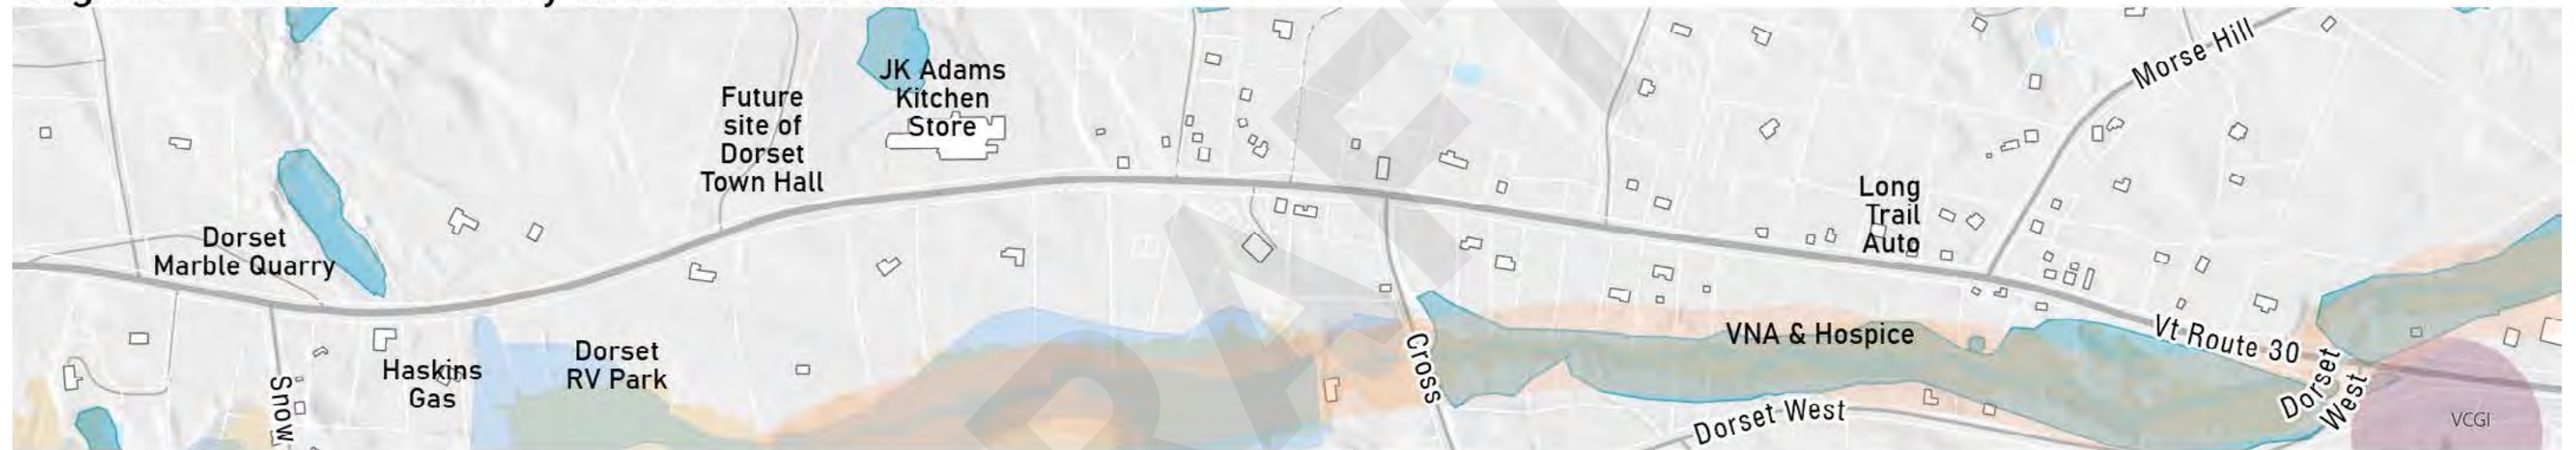 JK Adams
Kitchen
Store
Future
site of
Dorset
Town Hall
Morse Hill
Long
Trail
Auto
Dorset
Marble Quarry
Haskins
Gas
Dorset
RV Park
Snow
Cross
VNA & Hospice
Vt Route 30
Dorset West
Dorset
West
VCGI
DRAFT